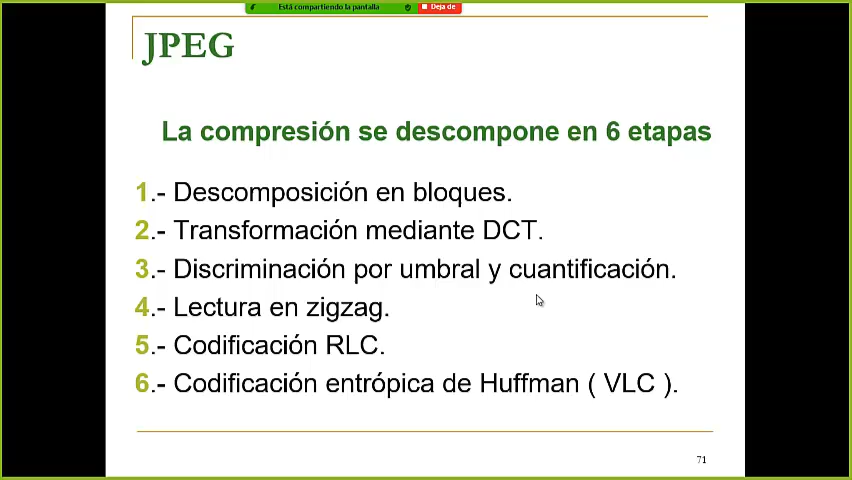 Está compartiendo la pantalla
Deja de
JPEG
La compresión se descompone en 6 etapas
1.- Descomposición en bloques.
2.- Transformación mediante DCT.
3.- Discriminación por umbral y cuantificación.
4.- Lectura en zigzag.
5.- Codificación RLC.
6.- Codificación entrópica de Huffman ( VLC ).
71